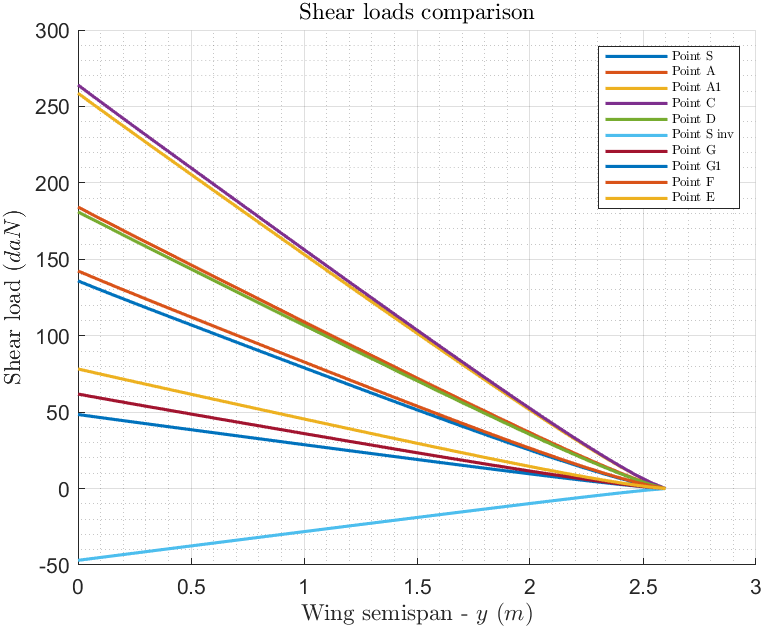 Shear loads comparison
300
250
200
150
100
50
0
-50
Shear load (daN)
Point S
Point A
Point A1
Point C
Point D
Point S inv
Point G
Point G1
Point F
Point E
0 0.5 1 1.5 2 2.5 3
Wing semispan - y (m)